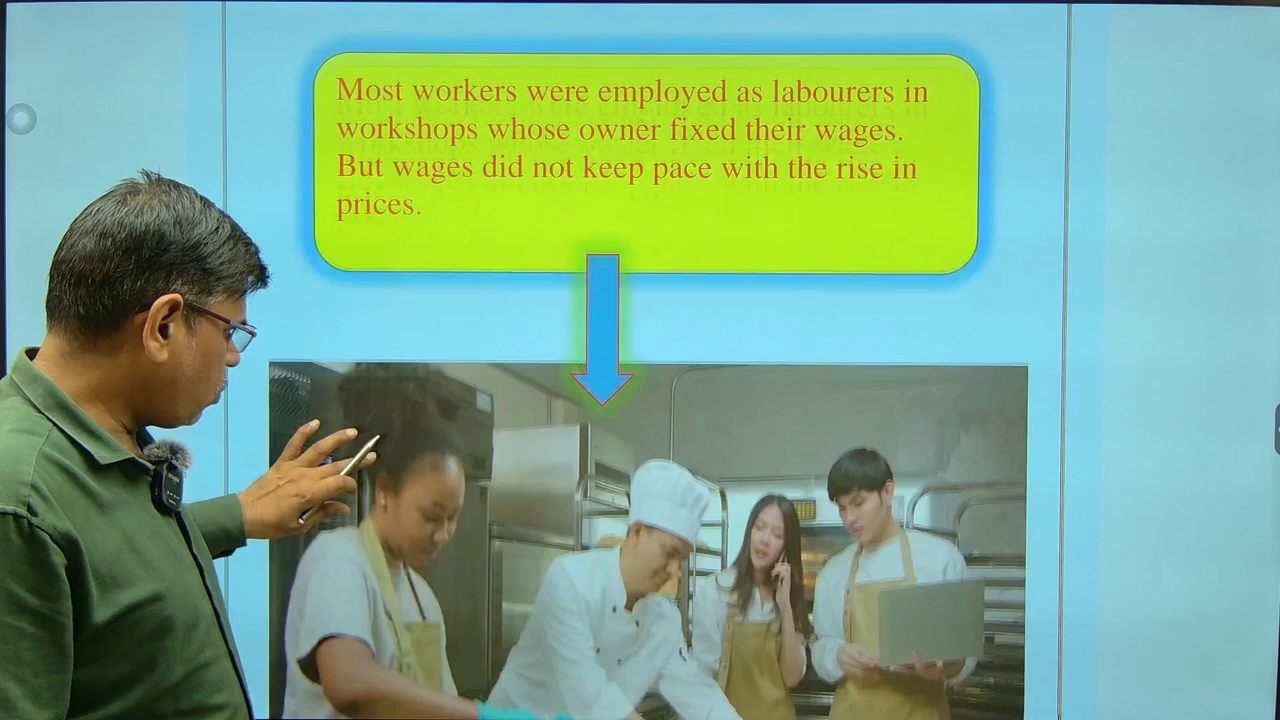 Most workers were employed as labourers in
workshops whose owner fixed their wages.
But wages did not keep pace with the rise in
prices.